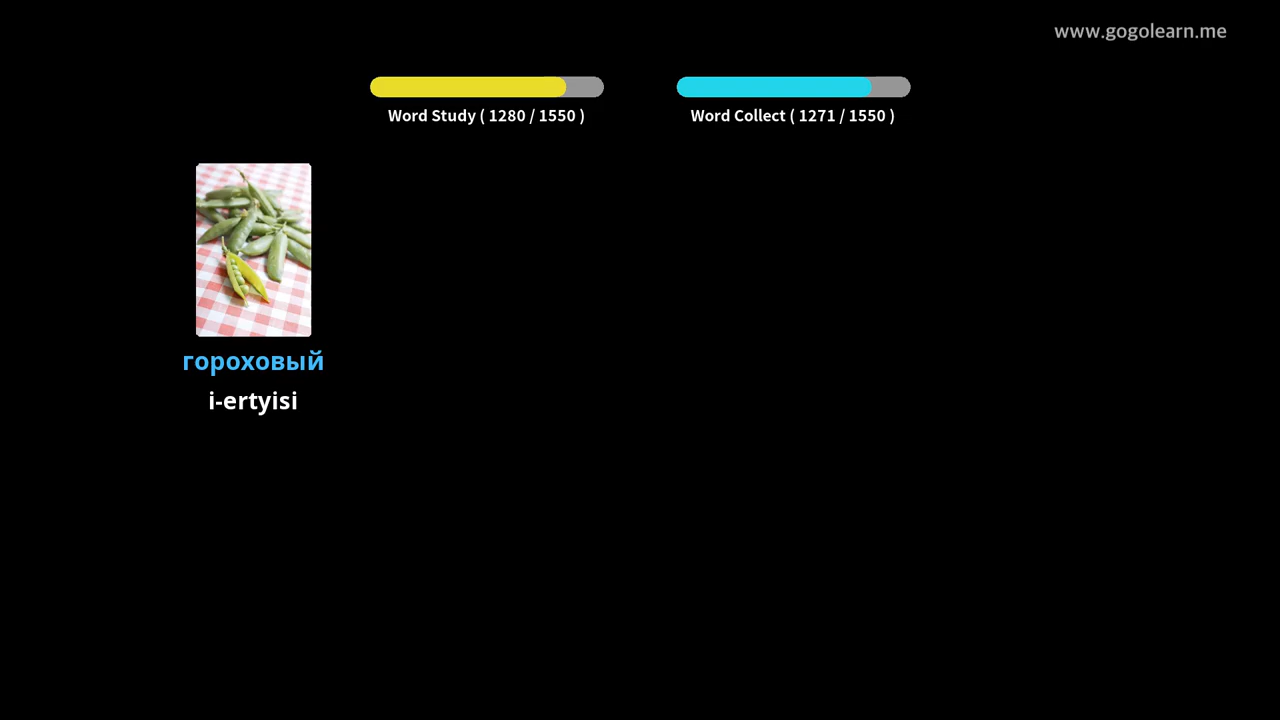 www.gogolearn.me
Word Study ( 1280 / 1550 )
Word Collect ( 1271 / 1550 )
гороховый
i-ertyisi